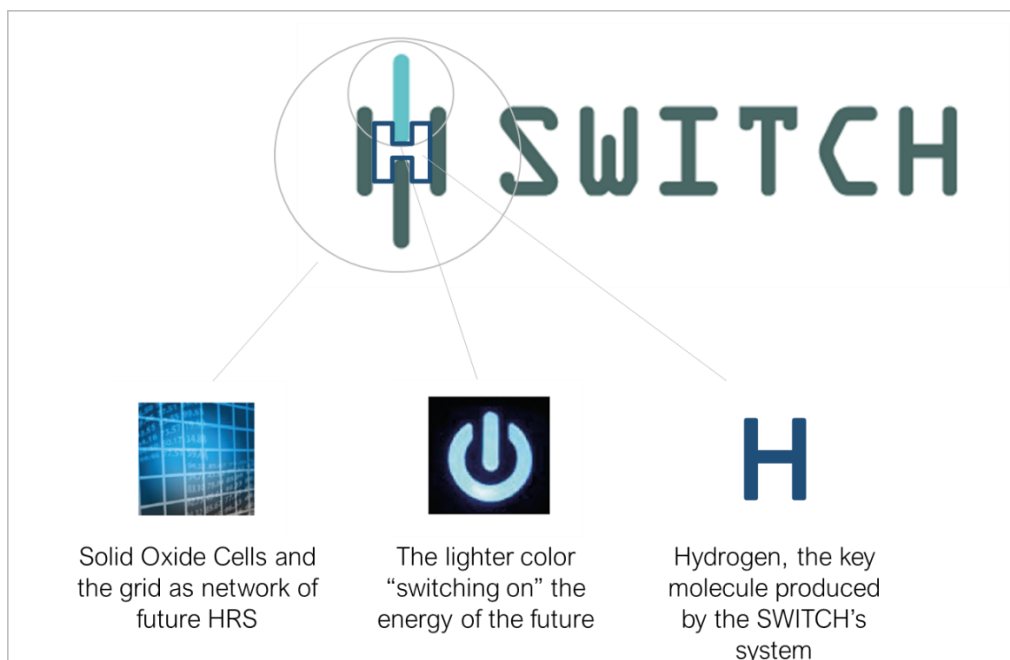 SWITCH
H
Solid Oxide Cells and
the grid as network of
future HRS
The lighter color
“switching on” the
energy of the future
Hydrogen, the key
molecule produced
by the SWITCH’s
system